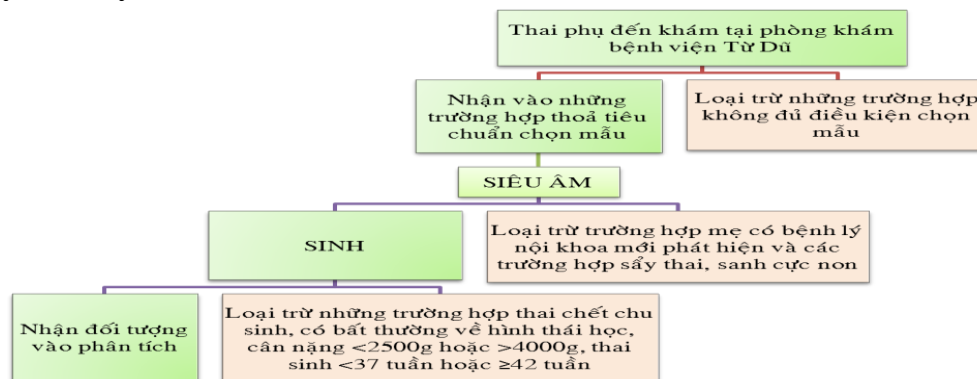 Thai phụ đến khám tại phòng khám
bệnh viện Từ Dũ
Nhận vào những
trường hợp thoả tiêu
chuẩn chọn mẫu
Loại trừ những trường hợp
không đủ điều kiện chọn
mẫu
SIÊU ÂM
SINH
Loại trừ trường hợp mẹ có bệnh lý
nội khoa mới phát hiện và các
trường hợp sẩy thai, sanh cực non
Nhận đối tượng
vào phân tích
Loại trừ những trường hợp thai chết chu
sinh, có bất thường về hình thái học,
cân nặng <2500g hoặc >4000g, thai
sinh <37 tuần hoặc ≥42 tuần